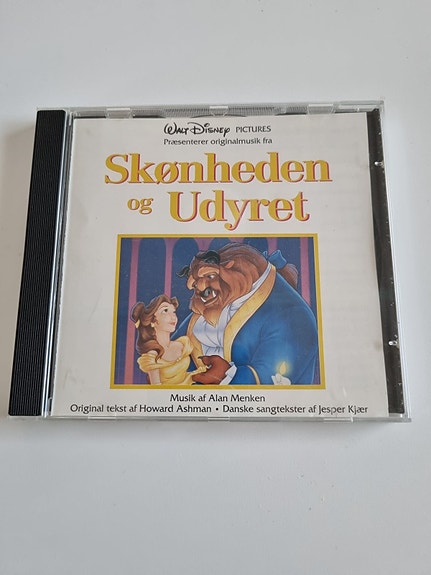 WALT DISNEY PICTURES
Præsenterer originalmusik fra
Skønheden
og Udyret
Musik af Alan Menken
Original tekst af Howard Ashman • Danske sangtekster af Jesper Kjær